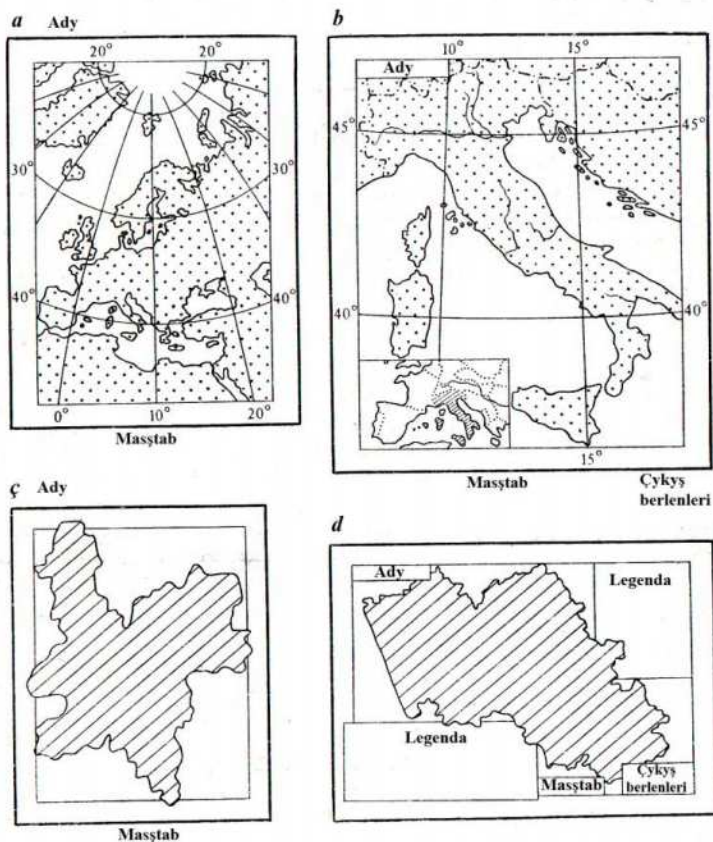 a Ady
20° 20°
30° 30°
40° 40°
0° 10° 20°
Masştab
b
10° 15°
Ady
45° 45°
40° 40°
15°
Masştab Çykyş
berlenleri
ç Ady
Masştab
d
Ady
Legenda
Legenda
Masştab
Çykyş
berlenleri